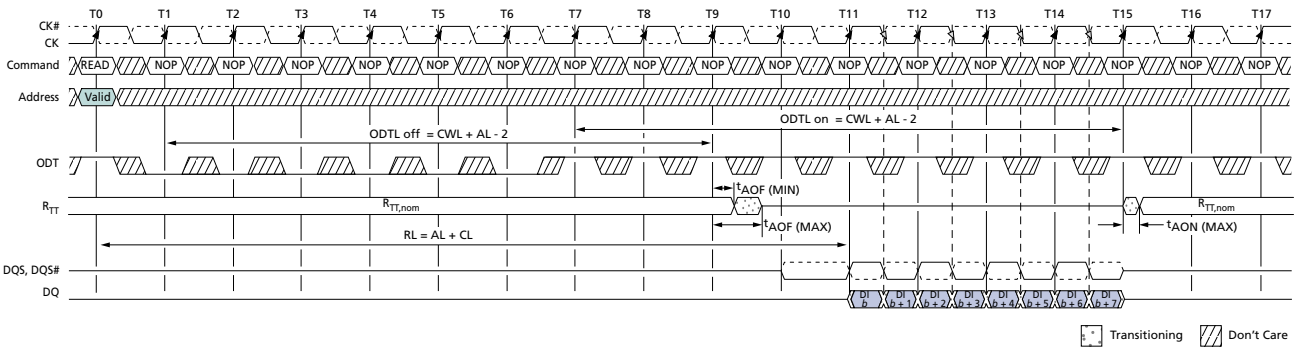 T0 T1 T2 T3 T4 T5 T6 T7 T8 T9 T10 T11 T12 T13 T14 T15 T16 T17
CK#
CK
Command READ NOP NOP NOP NOP NOP NOP NOP NOP NOP NOP NOP NOP NOP NOP NOP NOP NOP
Address Valid
ODTL off = CWL + AL - 2
ODTL on = CWL + AL - 2
ODT
tAOF (MIN)
RTT RTT,nom RTT,nom
tAOF (MAX) tAON (MAX)
RL = AL + CL
DQS, DQS#
DQ DI b DI b + 1 DI b + 2 DI b + 3 DI b + 4 DI b + 5 DI b + 6 DI b + 7
Transitioning Don't Care